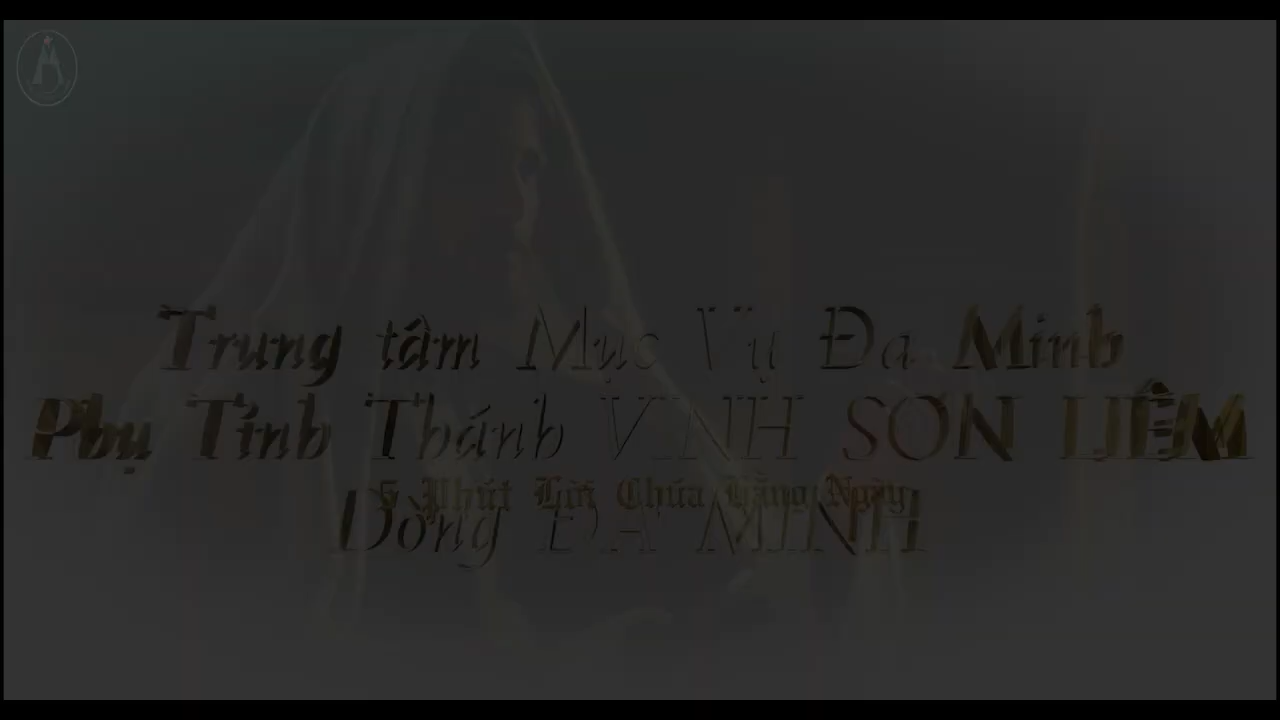 Trung tâm Mục Vụ Đa Minh
Phụ Tỉnh Thánh VINH SƠN LIÊM
5 Phút Lời Chúa Hằng Ngày
Dòng ĐA MINH